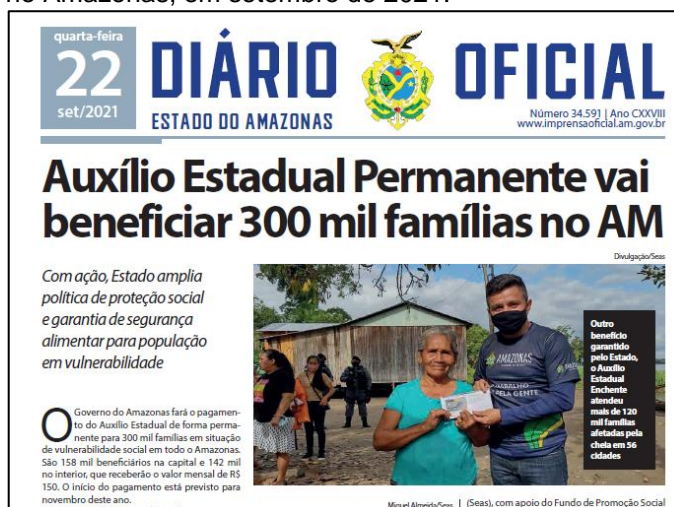 no Amazonas, em setembro de 2021.
quarta-feira
22
set/2021
DIÁRIO OFICIAL
ESTADO DO AMAZONAS
Número 34.591 | Ano CXXVIII
www.imprensaoficial.am.gov.br
Auxílio Estadual Permanente vai
beneficiar 300 mil famílias no AM
Divulgação/Seas
Com ação, Estado amplia
política de proteção social
e garantia de segurança
alimentar para população
em vulnerabilidade
AMAZONAS
TRABALHO
PELA GENTE
Outro
benefício
garantido
pelo Estado,
o Auxílio
Estadual
Enchente
atendeu
mais de 120
mil famílias
afetadas pela
cheia em 56
cidades
O Governo do Amazonas fará o pagamen-
to do Auxílio Estadual de forma perma-
nente para 300 mil famílias em situação
de vulnerabilidade social em todo o Amazonas.
São 158 mil beneficiários na capital e 142 mil
no interior, que receberão o valor mensal de R$
150. O início do pagamento está previsto para
novembro deste ano.
Miguel Almeida/Seas
(Seas), com apoio do Fundo de Promoção Social